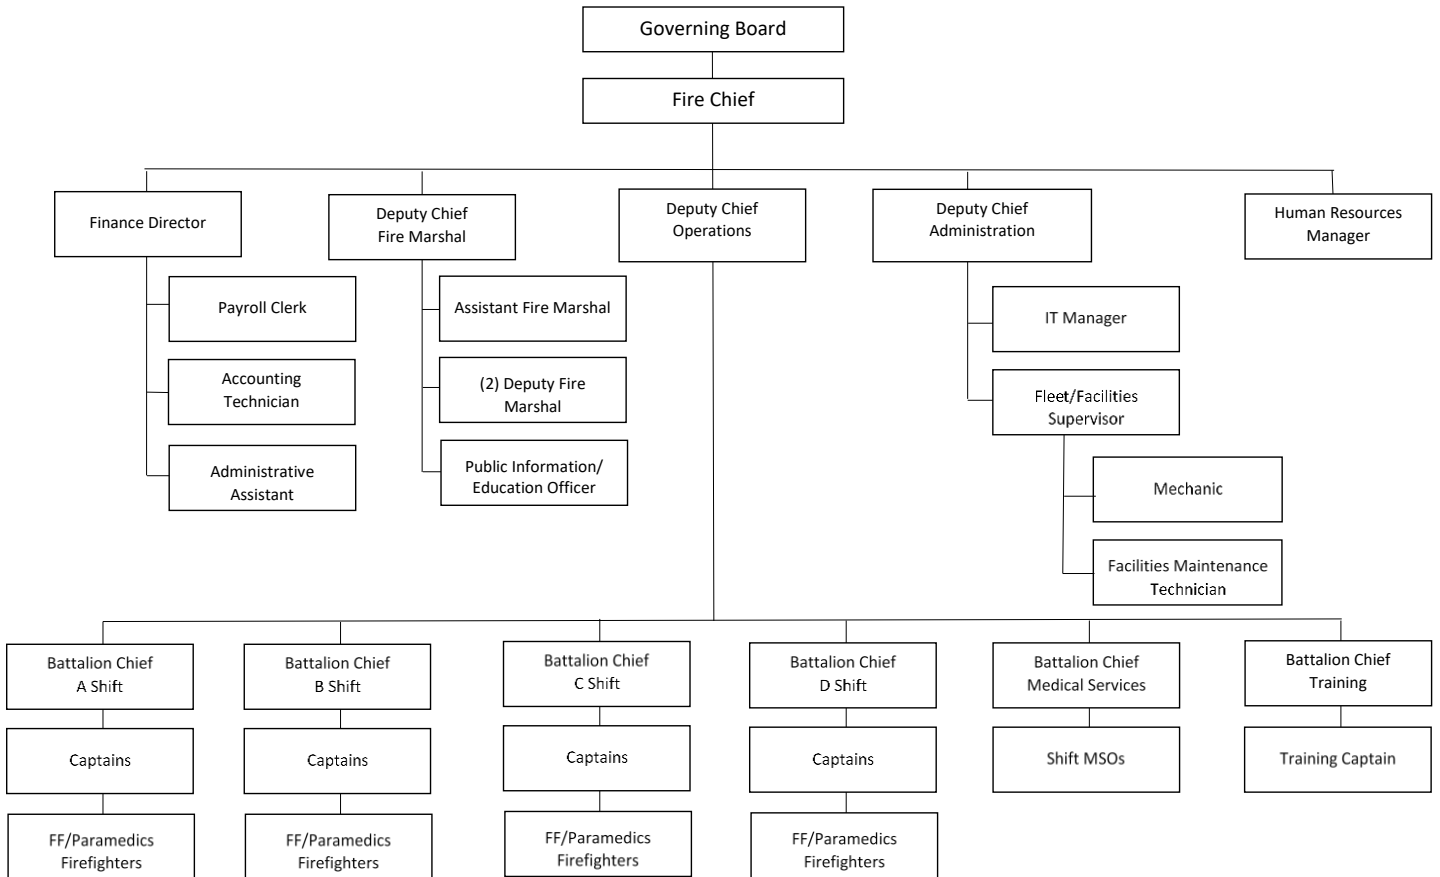 Governing Board
Fire Chief
Finance Director
Deputy Chief
Fire Marshal
Deputy Chief
Operations
Deputy Chief
Administration
Human Resources
Manager
Payroll Clerk
Accounting
Technician
Administrative
Assistant
Assistant Fire Marshal
(2) Deputy Fire
Marshal
Public Information/
Education Officer
IT Manager
Fleet/Facilities
Supervisor
Mechanic
Facilities Maintenance
Technician
Battalion Chief
A Shift
Captains
FF/Paramedics
Firefighters
Battalion Chief
B Shift
Captains
FF/Paramedics
Firefighters
Battalion Chief
C Shift
Captains
FF/Paramedics
Firefighters
Battalion Chief
D Shift
Captains
FF/Paramedics
Firefighters
Battalion Chief
Medical Services
Shift MSOs
Battalion Chief
Training
Training Captain